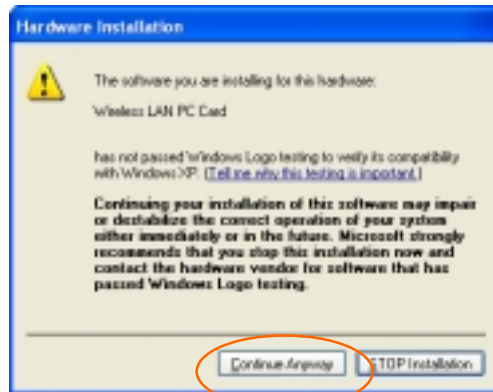 Hardware Installation
The software you are installing for this hardware:
Wireless LAN PC Card
has not passed Windows Logo testing to verify its compatibility
with Windows XP. (Tell me why this testing is important.)
Continuing your installation of this software may impair
or destabilize the correct operation of your system
either immediately or in the future. Microsoft strongly
recommends that you stop this installation now and
contact the hardware vendor for software that has
passed Windows Logo testing.
Continue Anyway
STOP Installation